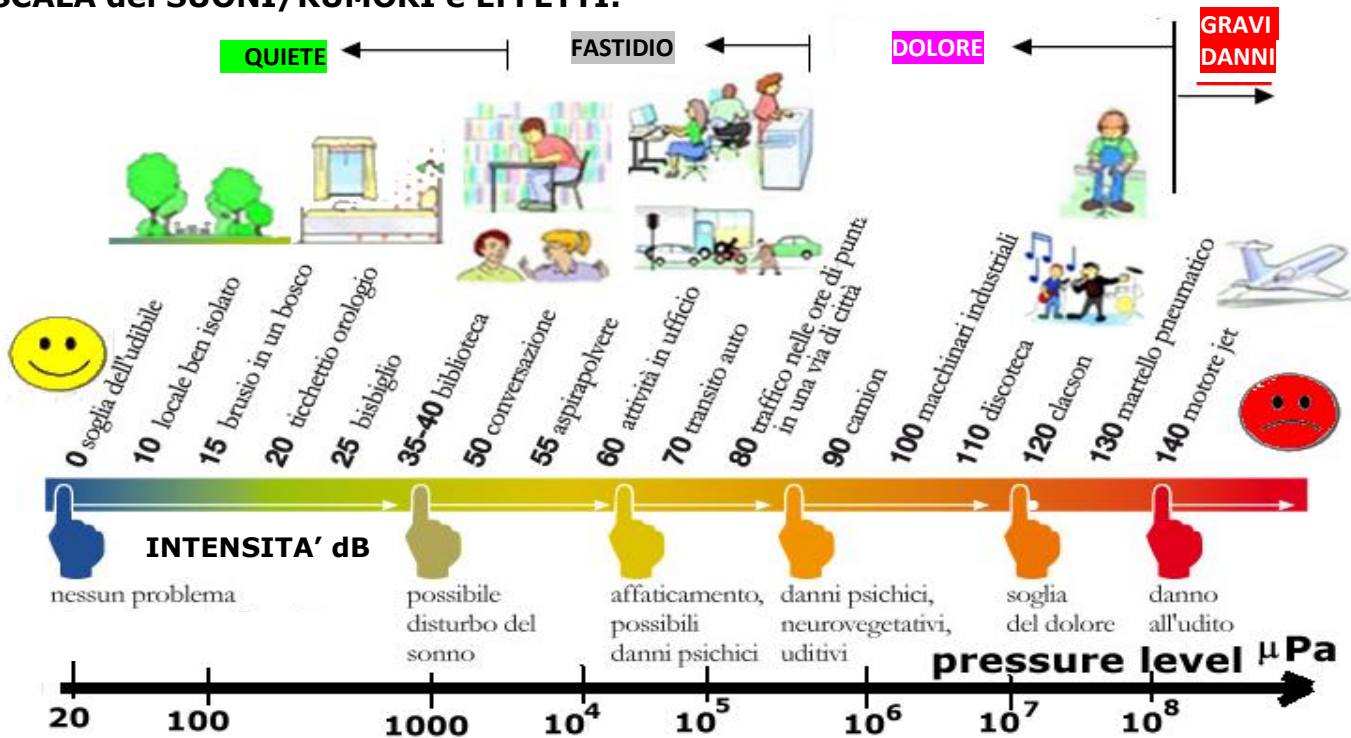 SCALA dei SUONI/RUMORI e EFFETTI:
QUIETE
FASTIDIO
DOLORE
GRAVI
DANNI
0 soglia dell'udibile
10 locale ben isolato
15 brusio in un bosco
20 ticchettio orologio
25 bisbiglio
35-40 biblioteca
50 conversazione
55 aspirapolvere
60 attività in ufficio
70 transito auto
80 traffico nelle ore di punta
in una via di città
90 camion
100 macchinari industriali
110 discoteca
120 clacson
130 martello pneumatico
140 motore jet
INTENSITA' dB
nessun problema
possibile
disturbo del
sonno
affaticamento,
possibili
danni psichici
danni psichici,
neurovegetativi,
uditivi
soglia
del dolore
danno
all'udito
pressure level µPa
20 100 1000 10⁴ 10⁵ 10⁶ 10⁷ 10⁸